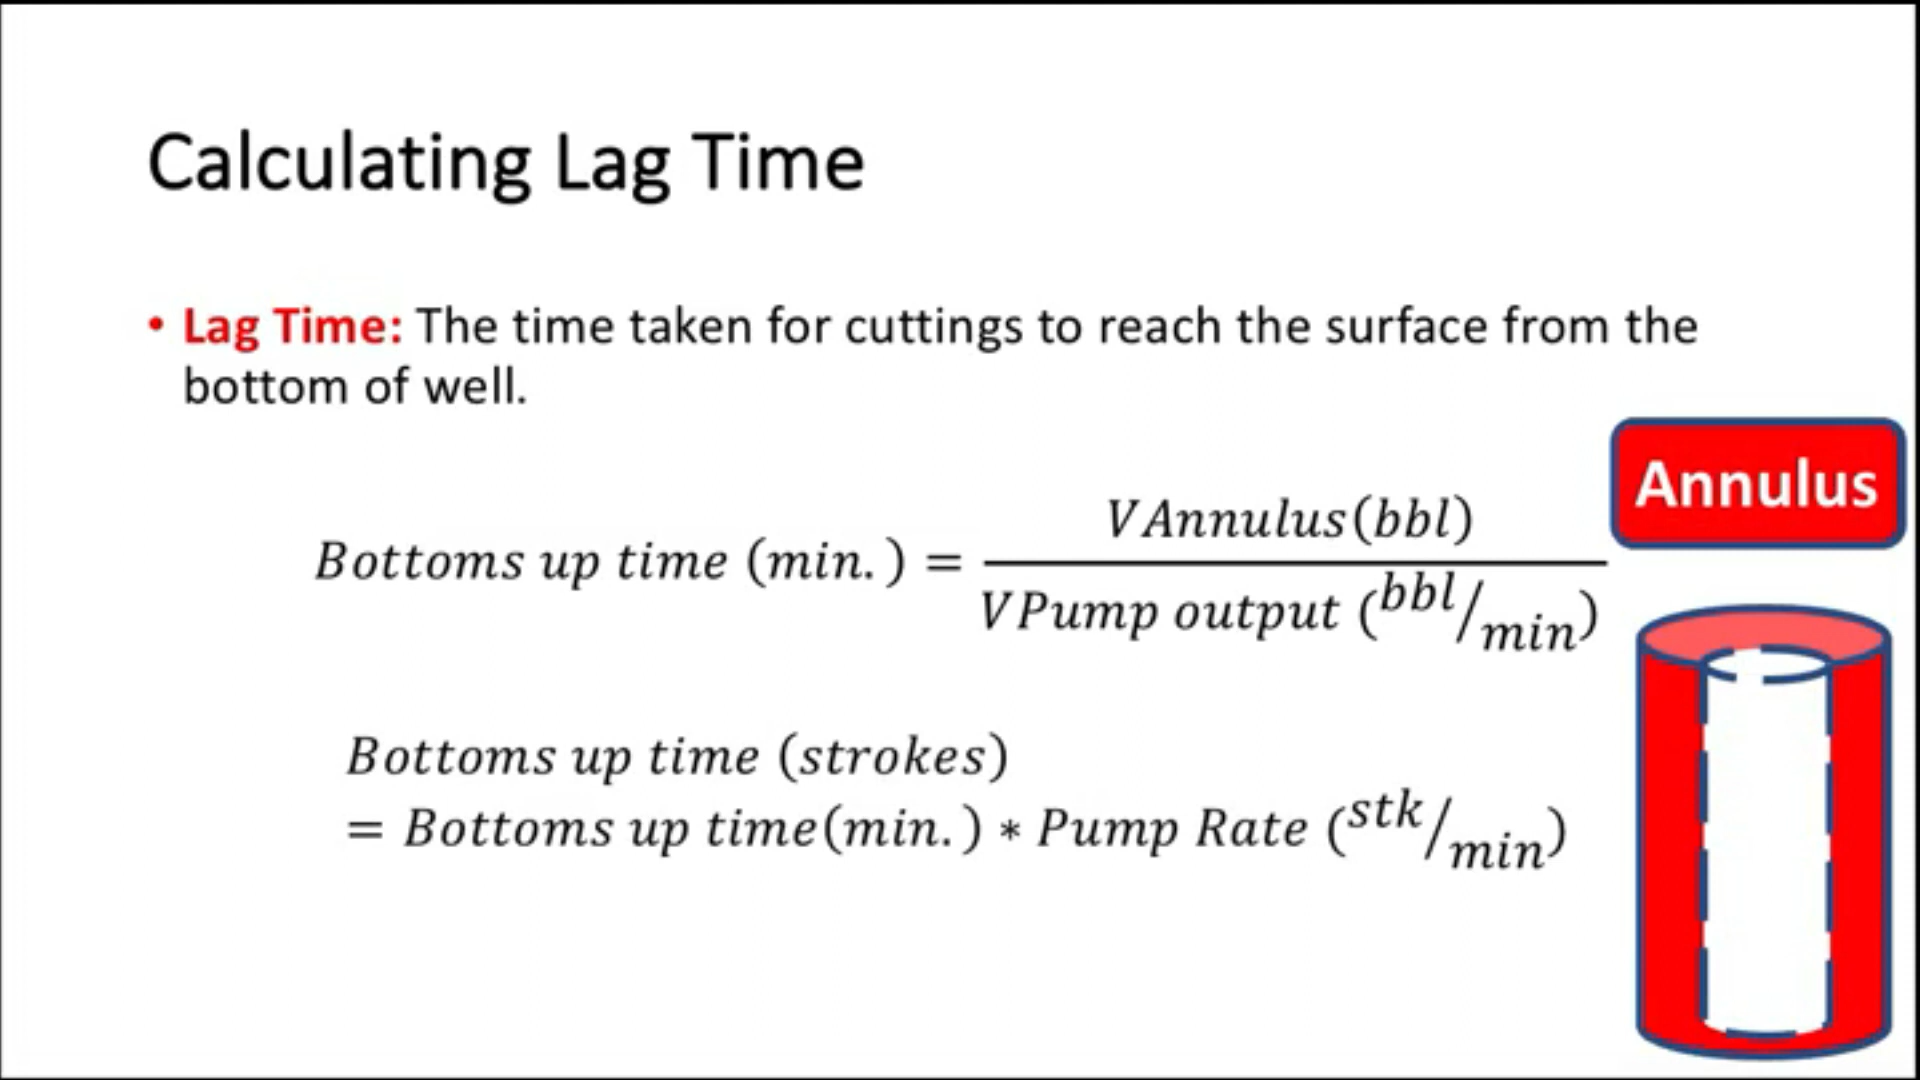 Calculating Lag Time
• Lag Time: The time taken for cuttings to reach the surface from the
bottom of well.
Annulus
Bottoms up time (min.) = VAnnulus(bbl) / VPump output (bbl/min)
Bottoms up time (strokes)
= Bottoms up time(min.) * Pump Rate (stk/min)